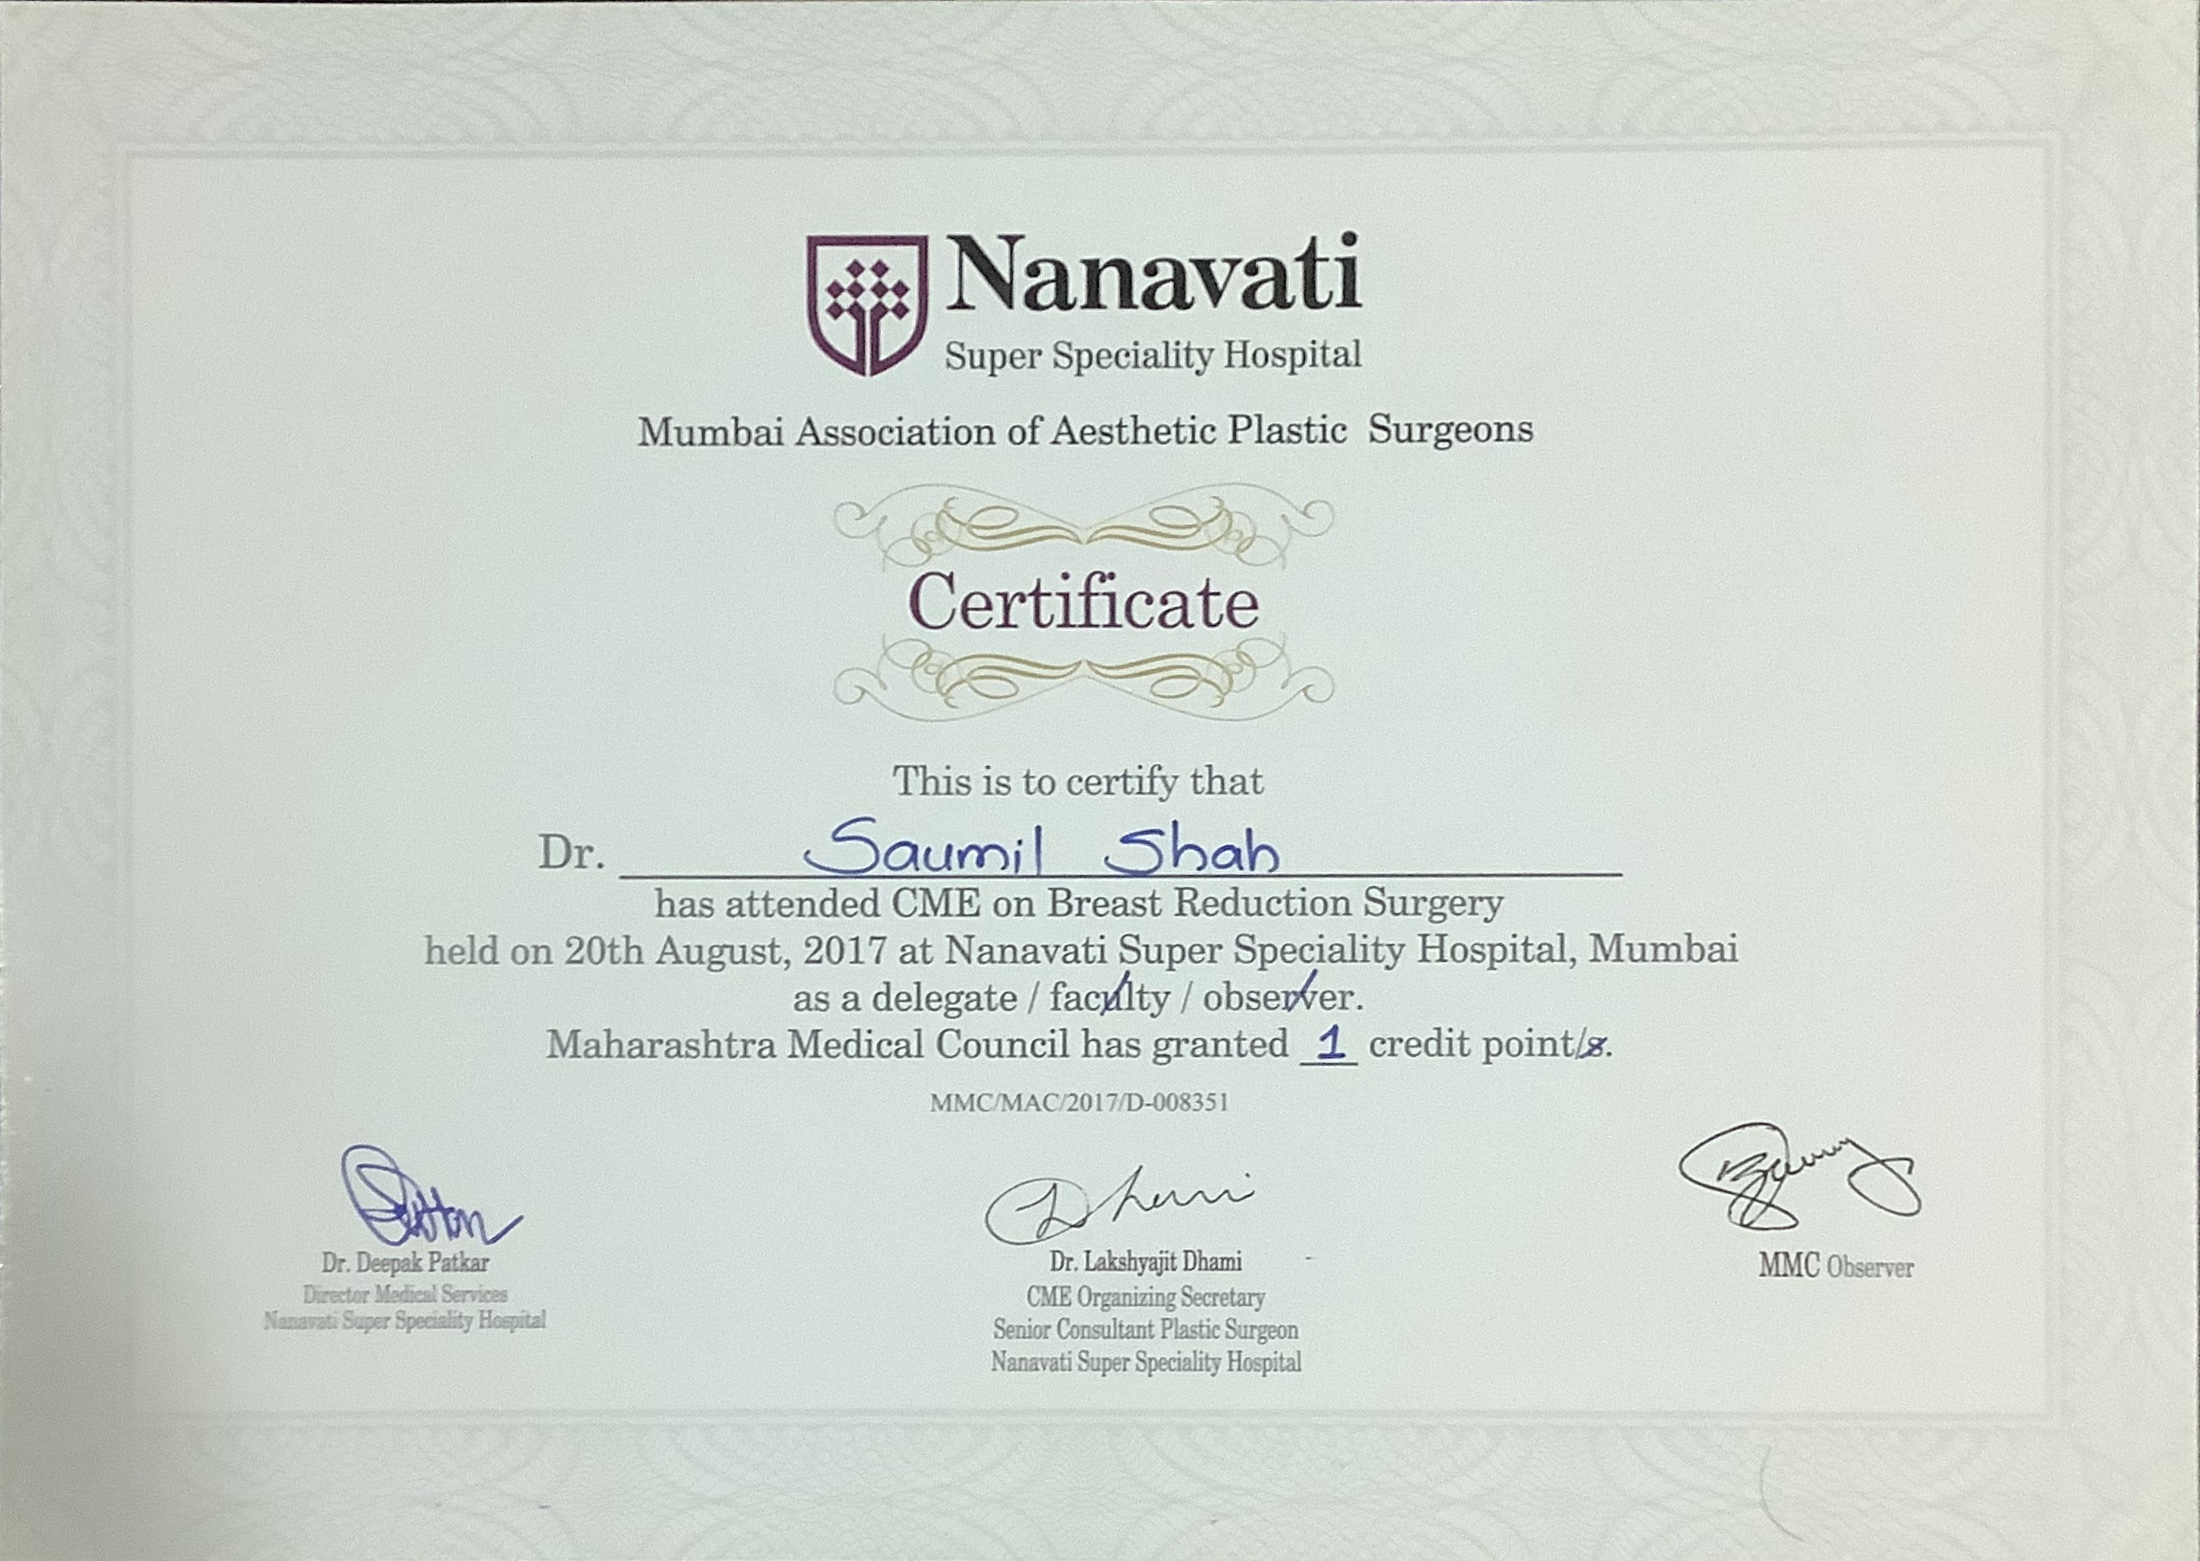 Nanavati
Super Speciality Hospital
Mumbai Association of Aesthetic Plastic Surgeons
Certificate
This is to certify that
Dr. Saumil Shah
has attended CME on Breast Reduction Surgery
held on 20th August, 2017 at Nanavati Super Speciality Hospital, Mumbai
as a delegate / faculty / observer.
Maharashtra Medical Council has granted 1 credit point/s.
MMC/MAC/2017/D-008351
Dr. Deepak Patkar
Director Medical Services
Nanavati Super Speciality Hospital
Dhami
Dr. Lakshyajit Dhami
CME Organizing Secretary
Senior Consultant Plastic Surgeon
Nanavati Super Speciality Hospital
MMC Observer